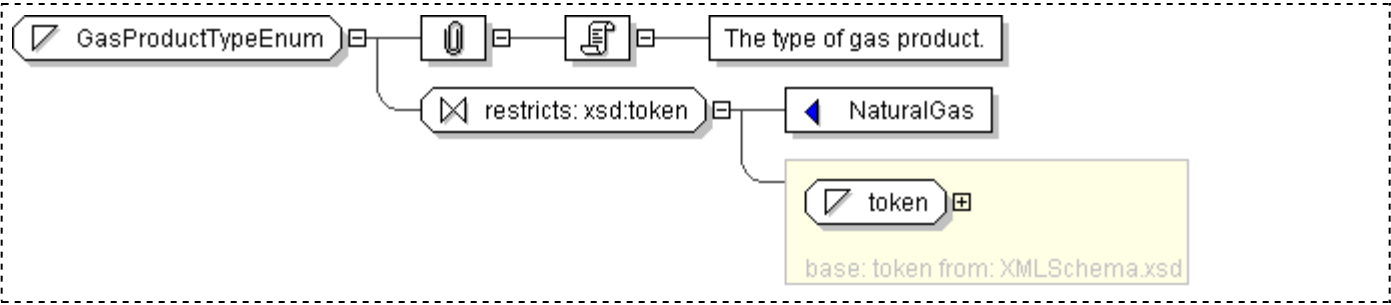 GasProductTypeEnum
The type of gas product.
restricts: xsd:token
NaturalGas
token
base: token from: XMLSchema.xsd